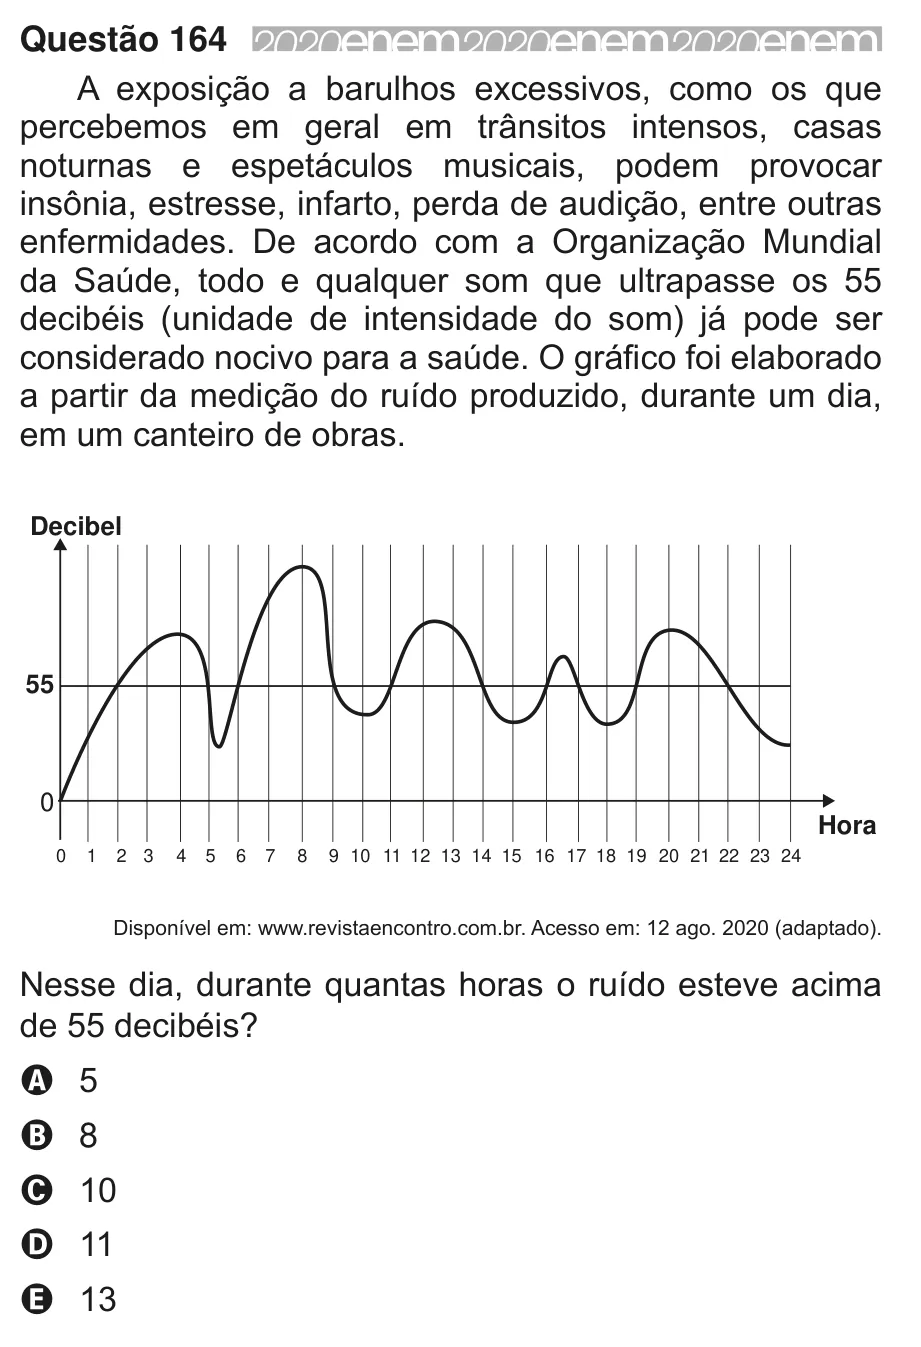 Questão 164 2020enem2020enem2020enem
A exposição a barulhos excessivos, como os que
percebemos em geral em trânsitos intensos, casas
noturnas e espetáculos musicais, podem provocar
insônia, estresse, infarto, perda de audição, entre outras
enfermidades. De acordo com a Organização Mundial
da Saúde, todo e qualquer som que ultrapasse os 55
decibéis (unidade de intensidade do som) já pode ser
considerado nocivo para a saúde. O gráfico foi elaborado
a partir da medição do ruído produzido, durante um dia,
em um canteiro de obras.
Decibel
55
0
Hora
0 1 2 3 4 5 6 7 8 9 10 11 12 13 14 15 16 17 18 19 20 21 22 23 24
Disponível em: www.revistaencontro.com.br. Acesso em: 12 ago. 2020 (adaptado).
Nesse dia, durante quantas horas o ruído esteve acima
de 55 decibéis?
A 5
B 8
C 10
D 11
E 13